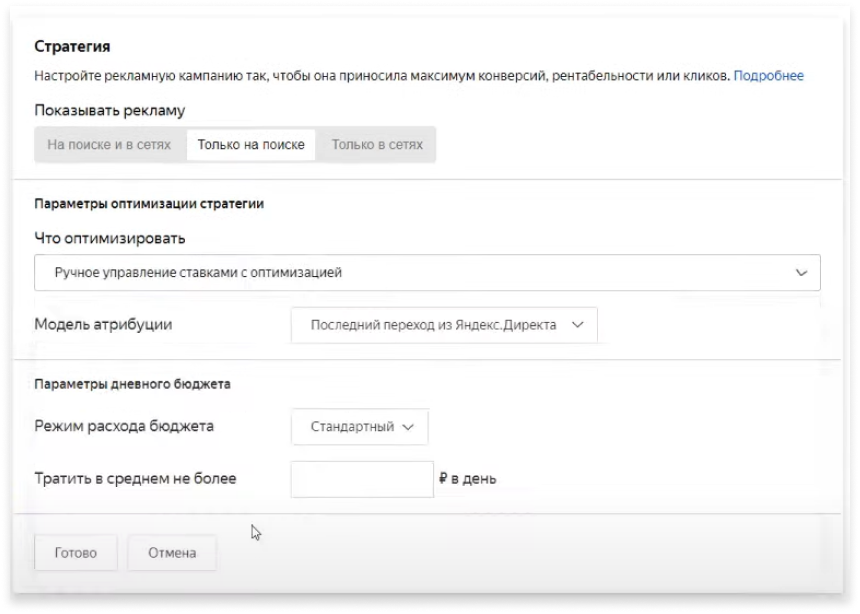 Стратегия
Настройте рекламную кампанию так, чтобы она приносила максимум конверсий, рентабельности или кликов. Подробнее
Показывать рекламу
На поиске и в сетях Только на поиске Только в сетях
Параметры оптимизации стратегии
Что оптимизировать
Ручное управление ставками с оптимизацией
Модель атрибуции Последний переход из Яндекс.Директа
Параметры дневного бюджета
Режим расхода бюджета Стандартный
Тратить в среднем не более ₽ в день
Готово Отмена